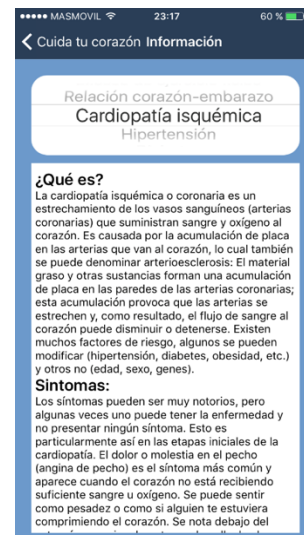 MASMOVIL 23:17 60 %
Cuida tu corazón Información
Relación corazón-embarazo
Cardiopatía isquémica
Hipertensión
¿Qué es?
La cardiopatía isquémica o coronaria es un
estrechamiento de los vasos sanguíneos (arterias
coronarias) que suministran sangre y oxígeno al
corazón. Es causada por la acumulación de placa
en las arterias que van al corazón, lo cual también
se puede denominar arterioesclerosis: El material
graso y otras sustancias forman una acumulación
de placa en las paredes de las arterias coronarias;
esta acumulación provoca que las arterias se
estrechen y, como resultado, el flujo de sangre al
corazón puede disminuir o detenerse. Existen
muchos factores de riesgo, algunos se pueden
modificar (hipertensión, diabetes, obesidad, etc.)
y otros no (edad, sexo, genes).
Sintomas:
Los síntomas pueden ser muy notorios, pero
algunas veces uno puede tener la enfermedad y
no presentar ningún síntoma. Esto es
particularmente así en las etapas iniciales de la
cardiopatía. El dolor o molestia en el pecho
(angina de pecho) es el síntoma más común y
aparece cuando el corazón no está recibiendo
suficiente sangre u oxígeno. Se puede sentir
como pesadez o como si alguien te estuviera
comprimiendo el corazón. Se nota debajo del